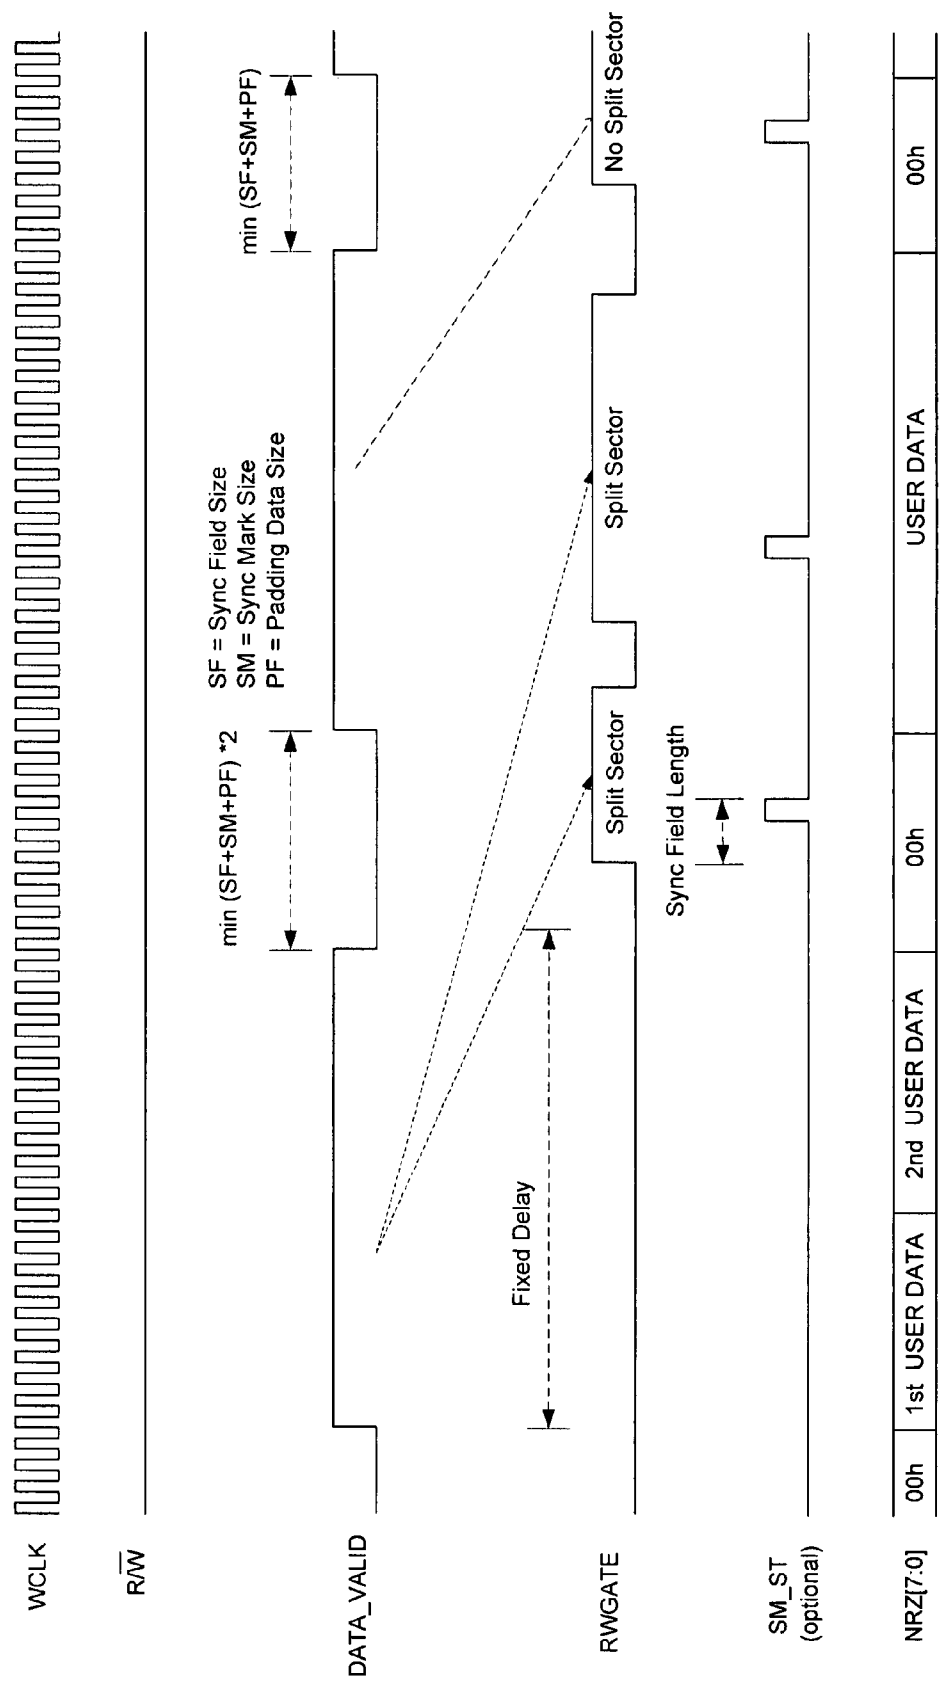 WCLK
R/W̅
DATA_VALID
min (SF+SM+PF) *2
SF = Sync Field Size
SM = Sync Mark Size
PF = Padding Data Size
min (SF+SM+PF)
Fixed Delay
RWGATE
Split Sector
Split Sector
No Split Sector
Sync Field Length
SM_ST
(optional)
NRZ[7:0]
00h
1st USER DATA
2nd USER DATA
00h
USER DATA
00h